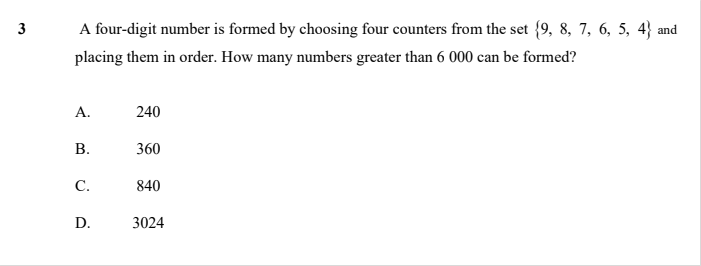 3 A four-digit number is formed by choosing four counters from the set {9, 8, 7, 6, 5, 4} and
placing them in order. How many numbers greater than 6 000 can be formed?
A. 240
B. 360
C. 840
D. 3024